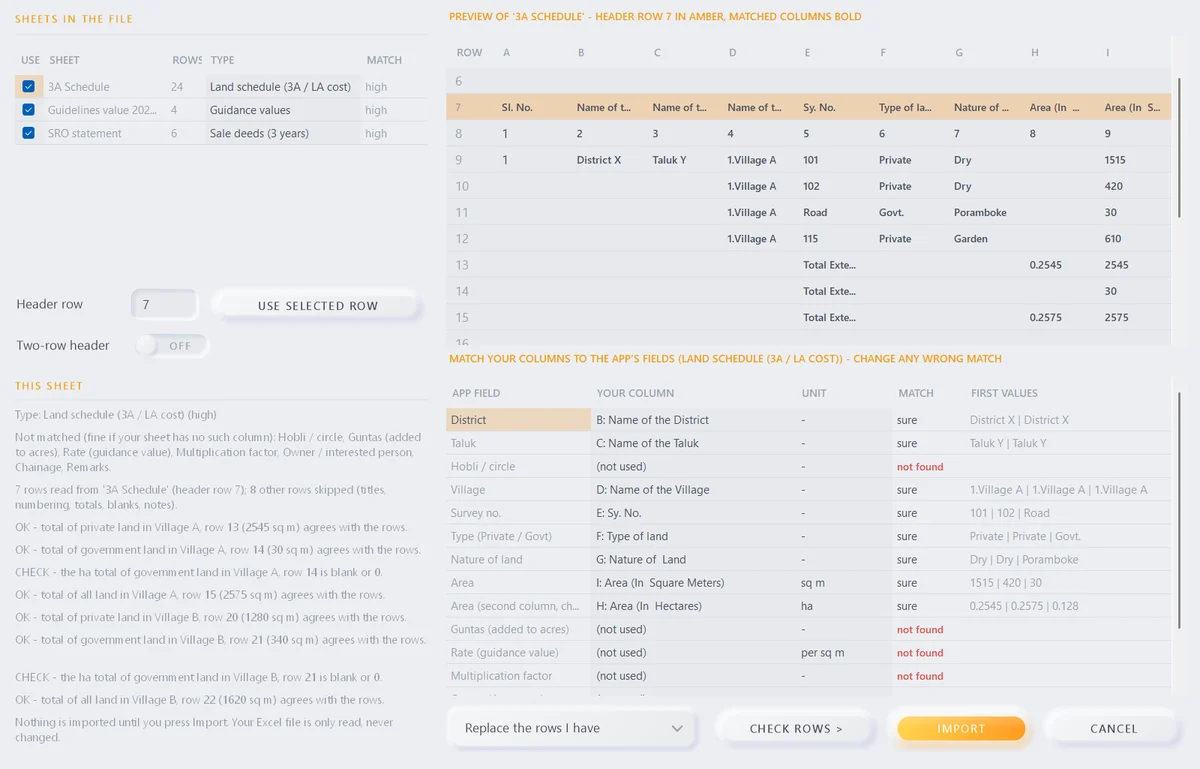 SHEETS IN THE FILE
USE SHEET ROWS TYPE MATCH
3A Schedule 24 Land schedule (3A / LA cost) high
Guidelines value 202... 4 Guidance values high
SRO statement 6 Sale deeds (3 years) high
Header row 7 USE SELECTED ROW
Two-row header OFF
THIS SHEET
Type: Land schedule (3A / LA cost) (high)
Not matched (fine if your sheet has no such column): Hobli / circle, Guntas (added
to acres), Rate (guidance value), Multiplication factor, Owner / interested person,
Chainage, Remarks.
7 rows read from '3A Schedule' (header row 7); 8 other rows skipped (titles,
numbering, totals, blanks, notes).
OK - total of private land in Village A, row 13 (2545 sq m) agrees with the rows.
OK - total of government land in Village A, row 14 (30 sq m) agrees with the rows.
CHECK - the ha total of government land in Village A, row 14 is blank or 0.
OK - total of all land in Village A, row 15 (2575 sq m) agrees with the rows.
OK - total of private land in Village B, row 20 (1280 sq m) agrees with the rows.
OK - total of government land in Village B, row 21 (340 sq m) agrees with the rows.
CHECK - the ha total of government land in Village B, row 21 is blank or 0.
OK - total of all land in Village B, row 22 (1620 sq m) agrees with the rows.
Nothing is imported until you press Import. Your Excel file is only read, never
changed.
PREVIEW OF '3A SCHEDULE' - HEADER ROW 7 IN AMBER, MATCHED COLUMNS BOLD
ROW A B C D E F G H I
6
7 Sl. No. Name of t... Name of t... Name of t... Sy. No. Type of la... Nature of ... Area (In ... Area (In S...
8 1 2 3 4 5 6 7 8 9
9 1 District X Taluk Y 1.Village A 101 Private Dry 1515
10 1.Village A 102 Private Dry 420
11 1.Village A Road Govt. Poramboke 30
12 1.Village A 115 Private Garden 610
13 Total Exte... 0.2545 2545
14 Total Exte... 30
15 Total Exte... 0.2575 2575
16
MATCH YOUR COLUMNS TO THE APP'S FIELDS (LAND SCHEDULE (3A / LA COST)) - CHANGE ANY WRONG MATCH
APP FIELD YOUR COLUMN UNIT MATCH FIRST VALUES
District B: Name of the District - sure District X | District X
Taluk C: Name of the Taluk - sure Taluk Y | Taluk Y
Hobli / circle (not used) - not found
Village D: Name of the Village - sure 1.Village A | 1.Village A | 1.Village A
Survey no. E: Sy. No. - sure 101 | 102 | Road
Type (Private / Govt) F: Type of land - sure Private | Private | Govt.
Nature of land G: Nature of Land - sure Dry | Dry | Poramboke
Area I: Area (In Square Meters) sq m sure 1515 | 420 | 30
Area (second column, ch... H: Area (In Hectares) ha sure 0.2545 | 0.2575 | 0.128
Guntas (added to acres) (not used) - not found
Rate (guidance value) (not used) per sq m not found
Multiplication factor (not used) - not found
Replace the rows I have CHECK ROWS > IMPORT CANCEL